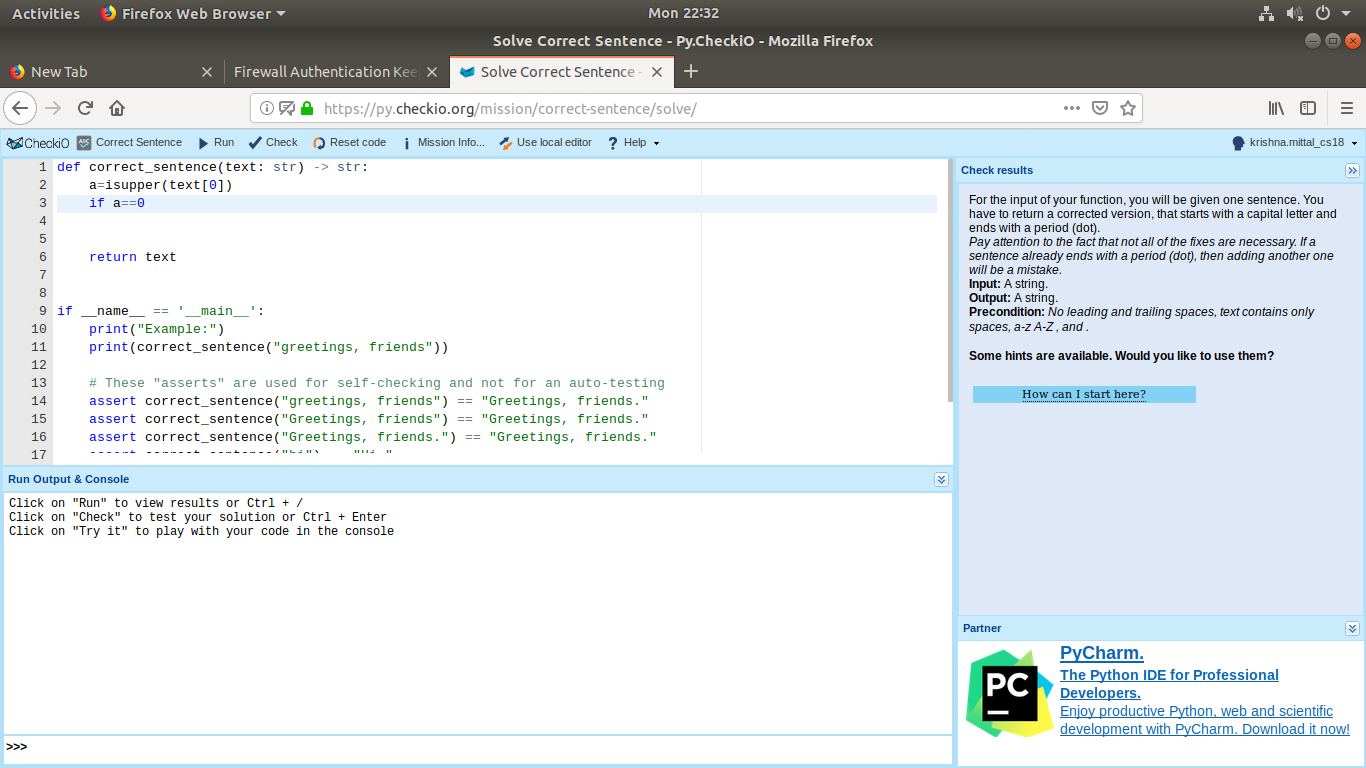 Activities Firefox Web Browser Mon 22:32
Solve Correct Sentence - Py.CheckiO - Mozilla Firefox
New Tab Firewall Authentication Kee Solve Correct Sentence -
https://py.checkio.org/mission/correct-sentence/solve/
CheckiO Correct Sentence Run Check Reset code Mission Info... Use local editor Help krishna.mittal_cs18
1 def correct_sentence(text: str) -> str:
2 a=isupper(text[0])
3 if a==0
4
5
6 return text
7
8
9 if __name__ == '__main__':
10 print("Example:")
11 print(correct_sentence("greetings, friends"))
12
13 # These "asserts" are used for self-checking and not for an auto-testing
14 assert correct_sentence("greetings, friends") == "Greetings, friends."
15 assert correct_sentence("Greetings, friends") == "Greetings, friends."
16 assert correct_sentence("Greetings, friends.") == "Greetings, friends."
17
Run Output & Console
Click on "Run" to view results or Ctrl + /
Click on "Check" to test your solution or Ctrl + Enter
Click on "Try it" to play with your code in the console
>>>
Check results
For the input of your function, you will be given one sentence. You
have to return a corrected version, that starts with a capital letter and
ends with a period (dot).
Pay attention to the fact that not all of the fixes are necessary. If a
sentence already ends with a period (dot), then adding another one
will be a mistake.
Input: A string.
Output: A string.
Precondition: No leading and trailing spaces, text contains only
spaces, a-z A-Z , and .
Some hints are available. Would you like to use them?
How can I start here?
Partner
PC
PyCharm.
The Python IDE for Professional
Developers.
Enjoy productive Python, web and scientific
development with PyCharm. Download it now!